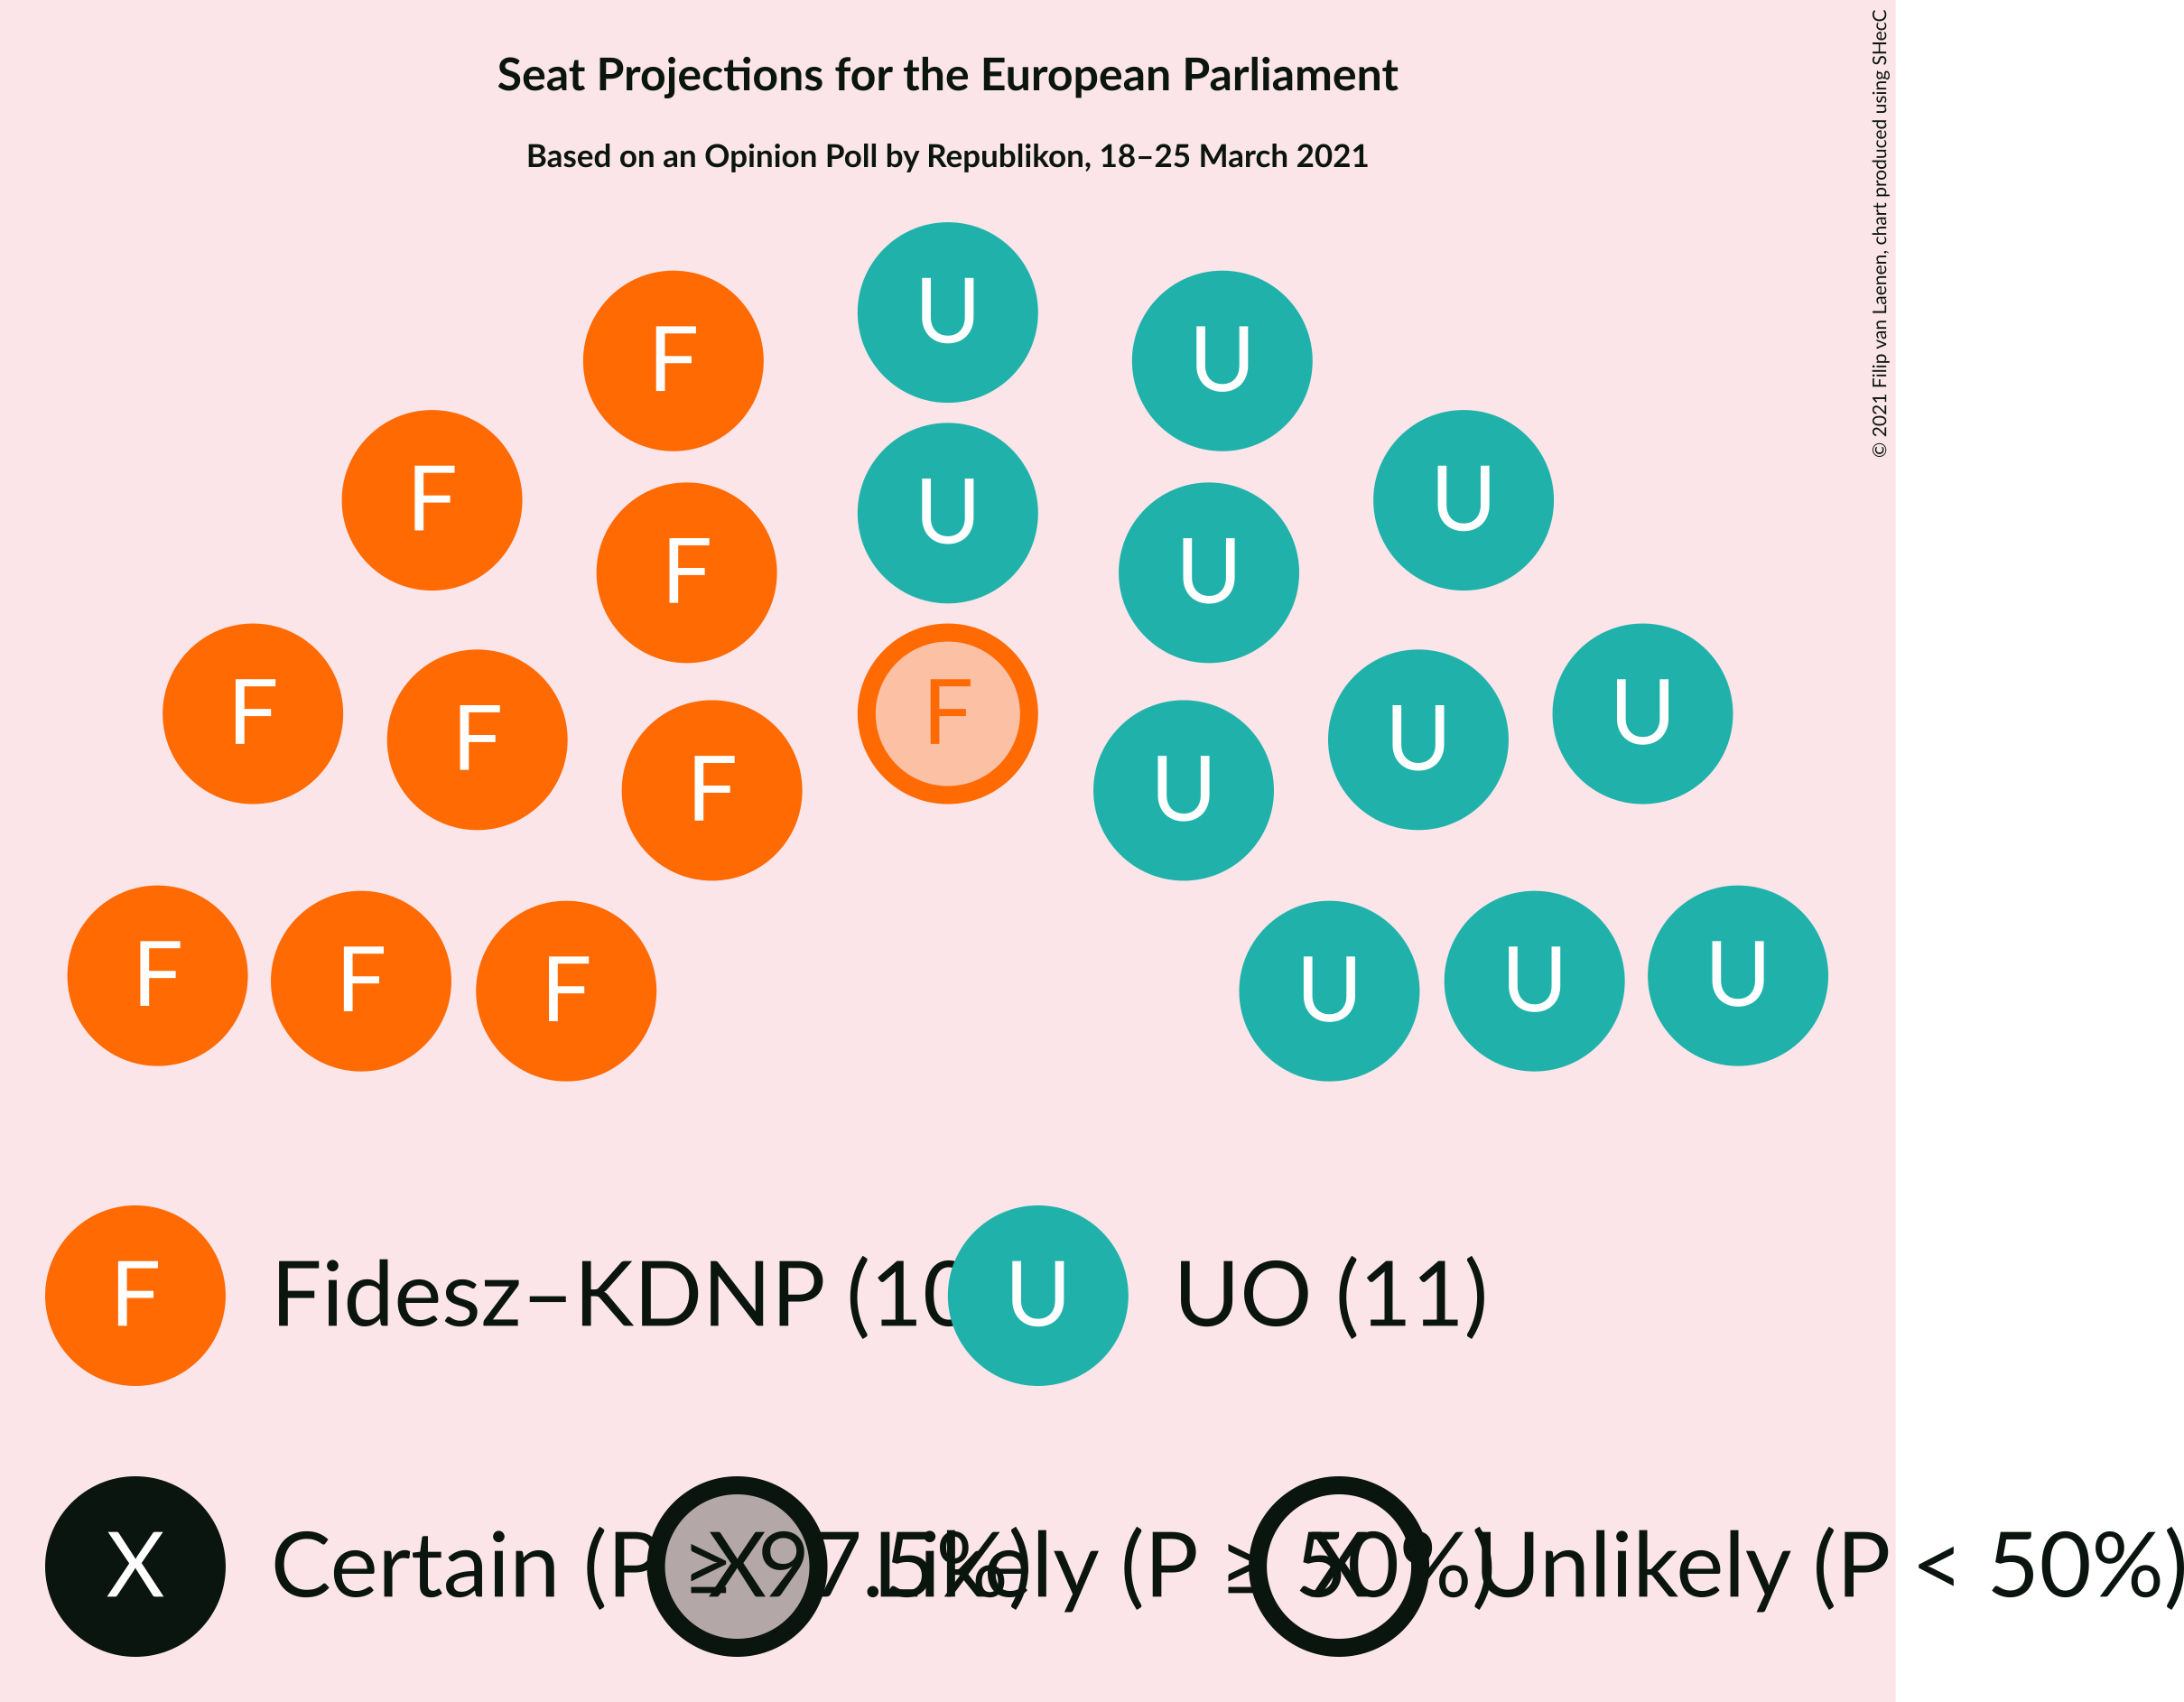 Seat Projections for the European Parliament
Based on an Opinion Poll by Republikon, 18–25 March 2021
© 2021 Filip van Laenen, chart produced using SHecC
U
F U
F U U
F U
F F U
F U
F U
F U
F F F U U U
F Fidesz–KDNP (10 U UO (11)
X Certain (P ≥ 97.5%) X Likely (P ≥ 50%) X Unlikely (P < 50%)